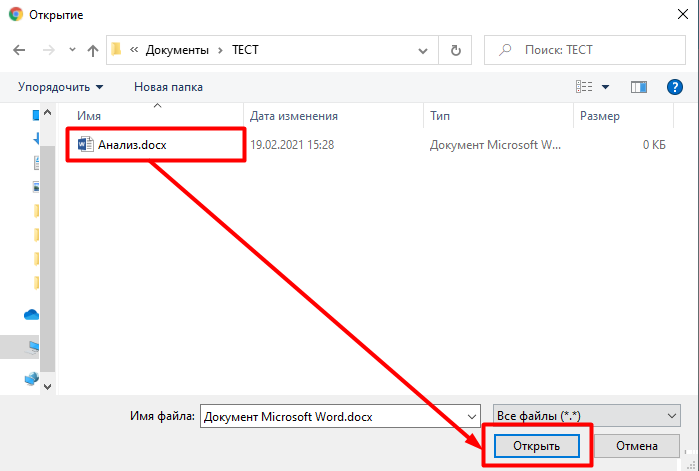 Открытие
« Документы › ТЕСТ
Поиск: ТЕСТ
Упорядочить Новая папка
Имя Дата изменения Тип Размер
Анализ.docx 19.02.2021 15:28 Документ Microsoft W... 0 КБ
Имя файла: Документ Microsoft Word.docx Все файлы (*.*)
Открыть Отмена